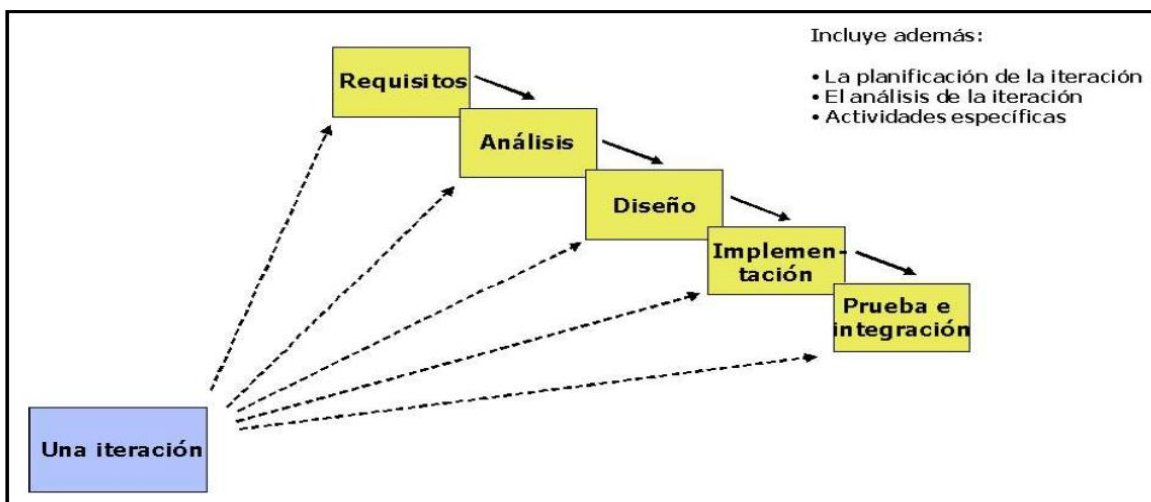 Incluye además:
• La planificación de la iteración
• El análisis de la iteración
• Actividades específicas
Requisitos
Análisis
Diseño
Implemen-
tación
Prueba e
integración
Una iteración